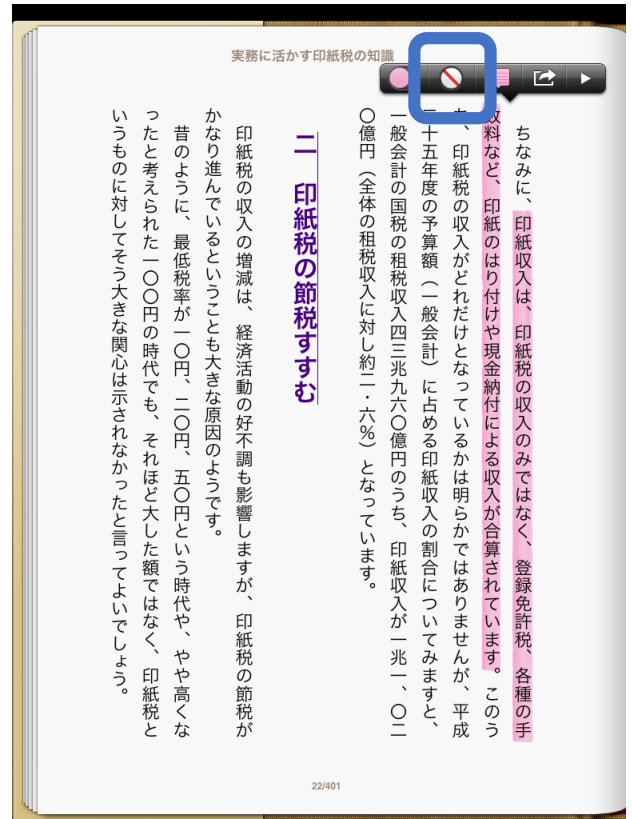 実務に活かす印紙税の知識
ちなみに、印紙収入は、印紙税の収入のみではなく、登録免許税、各種の手
数料など、印紙のはり付けや現金納付による収入が合算されています。このう
ち、印紙税の収入がどれだけとなっているかは明らかではありませんが、平成
二十五年度の予算額（一般会計）に占める印紙収入の割合についてみますと、
一般会計の国税の租税収入四三兆九六〇億円のうち、印紙収入が一兆一、〇二
〇億円（全体の租税収入に対し約二・六％）となっています。
二　印紙税の節税すすむ
印紙税の収入の増減は、経済活動の好不調も影響しますが、印紙税の節税が
かなり進んでいるということも大きな原因のようです。
昔のように、最低税率が一〇円、二〇円、五〇円という時代や、やや高くな
ったと考えられた一〇〇円の時代でも、それほど大した額ではなく、印紙税と
いうものに対してそう大きな関心は示されなかったと言ってよいでしょう。
22/401